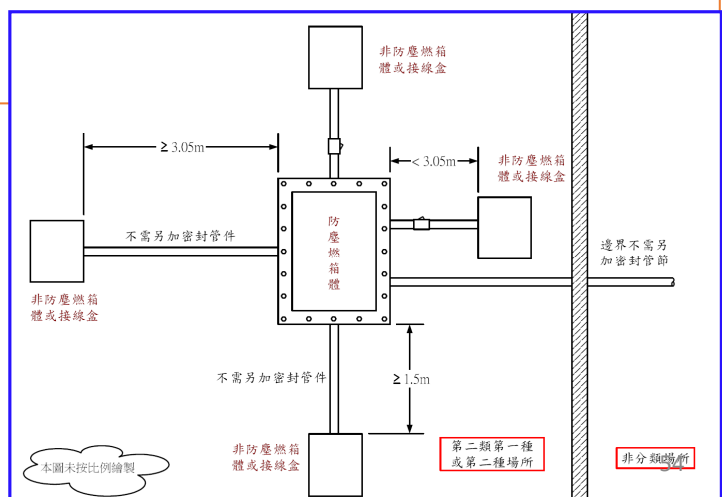 非防塵燃箱
體或接線盒
≥ 3.05m
< 3.05m
非防塵燃箱
體或接線盒
不需另加密封管件
防塵燃箱體
邊界不需另
加密封管節
非防塵燃箱
體或接線盒
不需另加密封管件
≥ 1.5m
非防塵燃箱
體或接線盒
第二類第一種
或第二種場所
非分類場所
54
本圖未按比例繪製